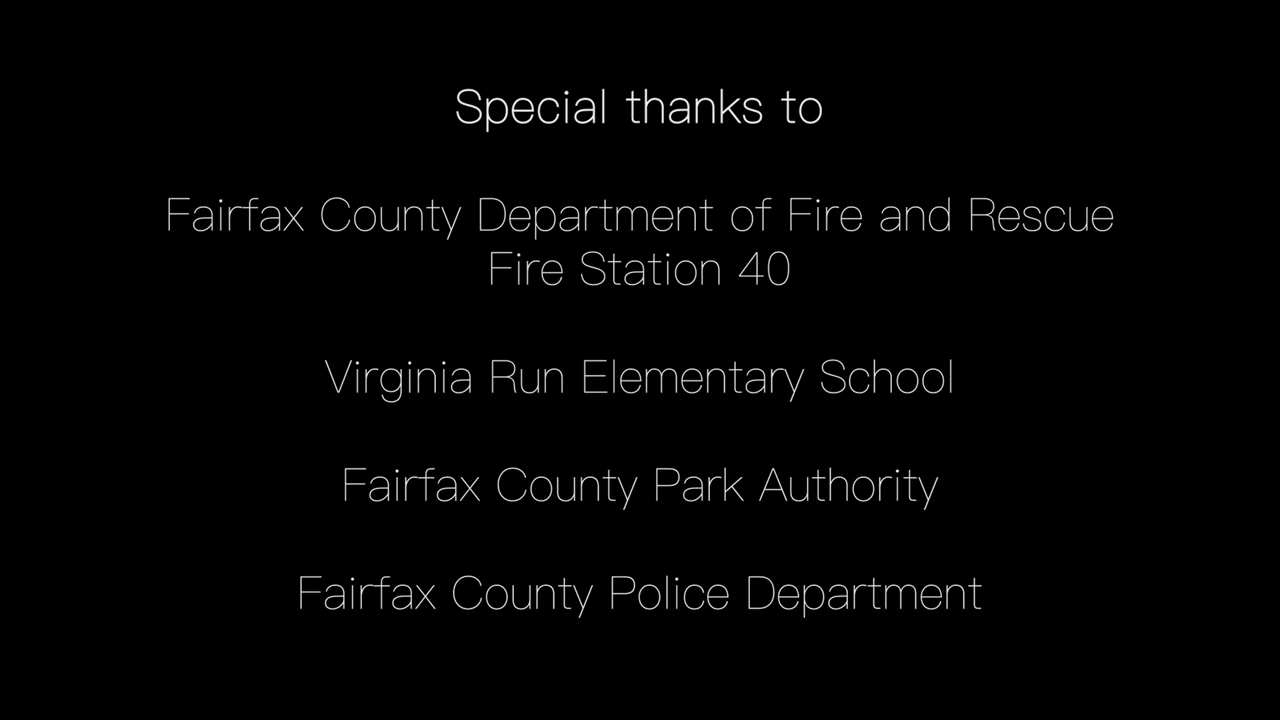 Special thanks to
Fairfax County Department of Fire and Rescue
Fire Station 40
Virginia Run Elementary School
Fairfax County Park Authority
Fairfax County Police Department